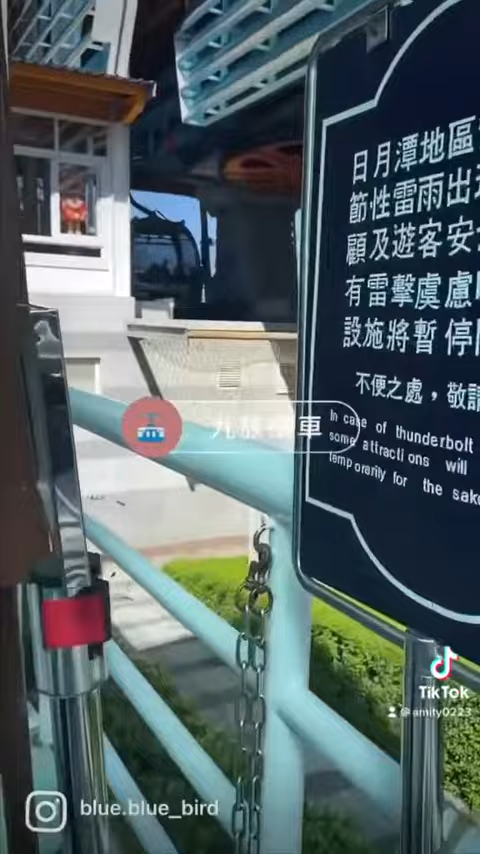 日月潭地區
節性雷雨出
顧及遊客安
有雷擊虞慮
設施將暫停
不便之處，敬請
In case of thunderbolt
some attractions will
temporarily for the sake
九族纜車
TikTok
@amity0223
blue.blue_bird